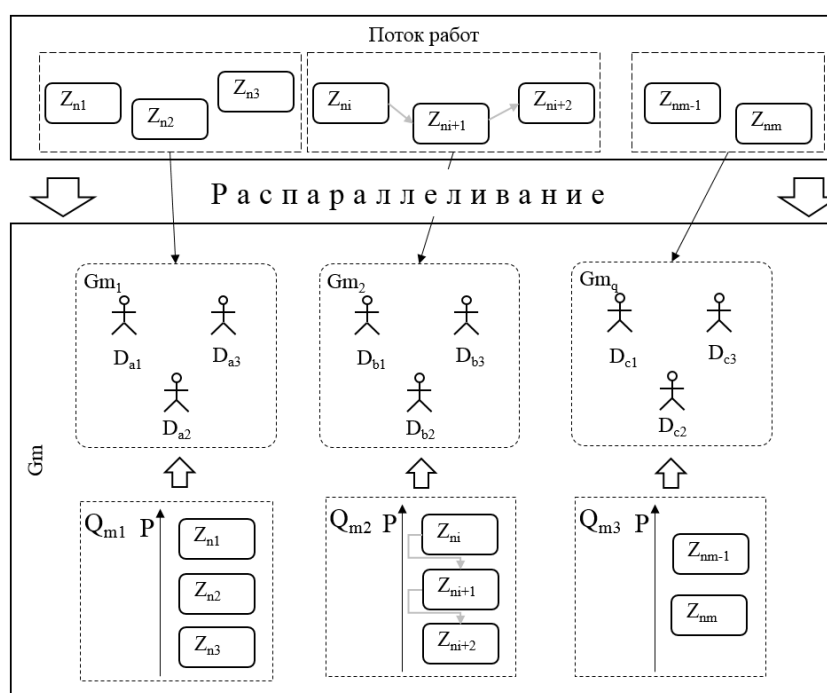 Поток работ
Zn1
Zn2
Zn3
Zni
Zni+1
Zni+2
Znm-1
Znm
Распараллеливание
Gm
Gm1
Da1
Da3
Da2
Gm2
Db1
Db3
Db2
Gmq
Dc1
Dc3
Dc2
Qm1 P
Zn1
Zn2
Zn3
Qm2 P
Zni
Zni+1
Zni+2
Qm3 P
Znm-1
Znm